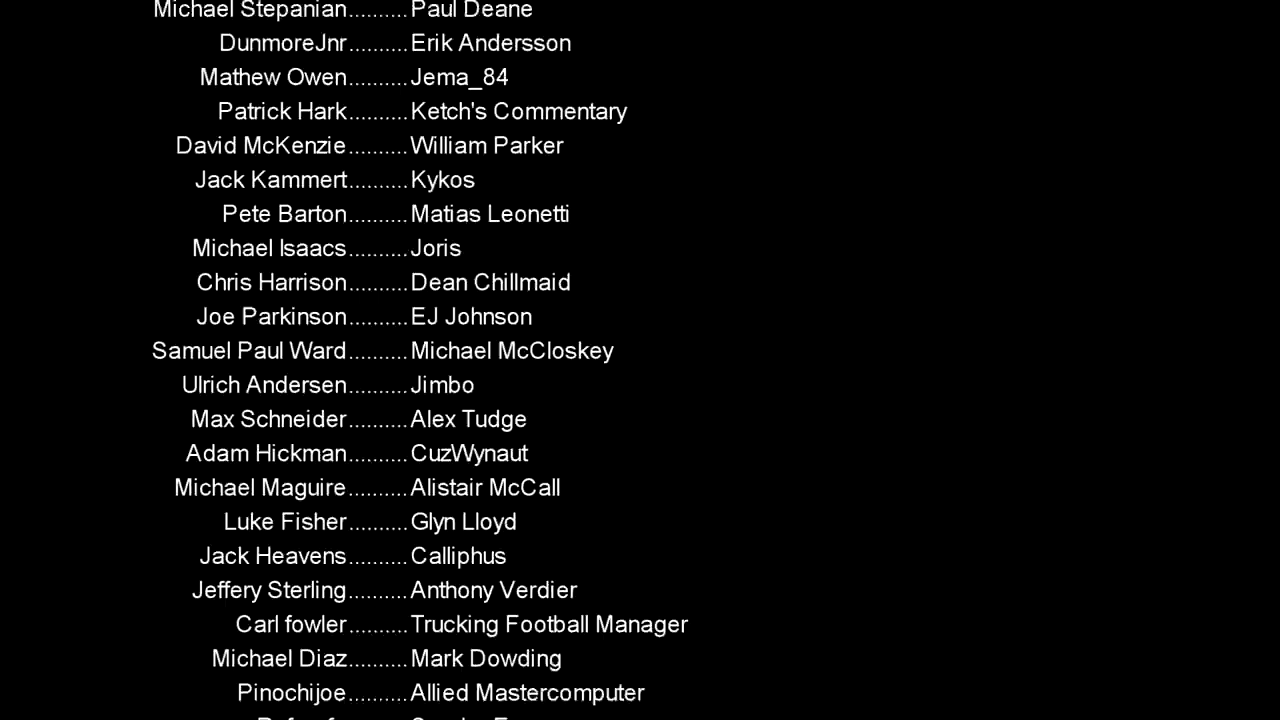 Michael Stepanian..........Paul Deane
DunmoreJnr..........Erik Andersson
Mathew Owen..........Jema_84
Patrick Hark..........Ketch's Commentary
David McKenzie..........William Parker
Jack Kammert..........Kykos
Pete Barton..........Matias Leonetti
Michael Isaacs..........Joris
Chris Harrison..........Dean Chillmaid
Joe Parkinson..........EJ Johnson
Samuel Paul Ward..........Michael McCloskey
Ulrich Andersen..........Jimbo
Max Schneider..........Alex Tudge
Adam Hickman..........CuzWynaut
Michael Maguire..........Alistair McCall
Luke Fisher..........Glyn Lloyd
Jack Heavens..........Calliphus
Jeffery Sterling..........Anthony Verdier
Carl fowler..........Trucking Football Manager
Michael Diaz..........Mark Dowding
Pinochijoe..........Allied Mastercomputer